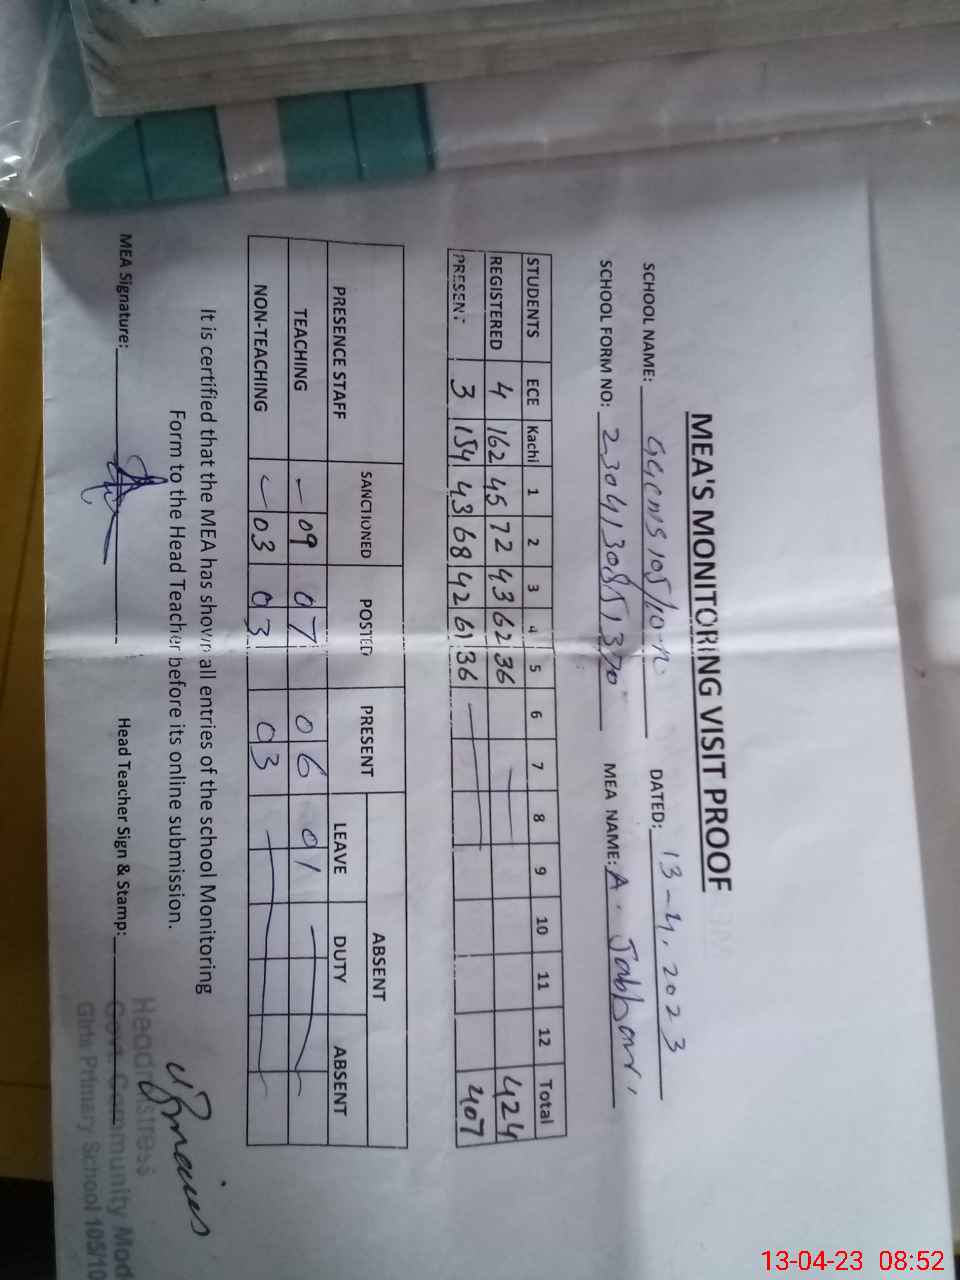 MEA'S MONITORING VISIT PROOF
SCHOOL NAME: GGCMS 105/10-R DATED: 13-4.2023
SCHOOL FORM NO: MEA NAME: A. Jabbar
STUDENTS ECE Kachi 1 2 3 4 5 6 7 8 9 10 11 12 Total
REGISTERED 4 162 45 72 43 62 36 424
PRESENT 3 154 43 68 42 61 36 407
PRESENCE STAFF SANCTIONED POSTED PRESENT ABSENT
LEAVE DUTY ABSENT
TEACHING - 09 07 06 01
NON-TEACHING - 03 03 03
It is certified that the MEA has shown all entries of the school Monitoring
Form to the Head Teacher before its online submission.
MEA Signature: Head Teacher Sign & Stamp:
Headmistress
Govt. Community Mod
Girls Primary School 105/10
13-04-23 08:52